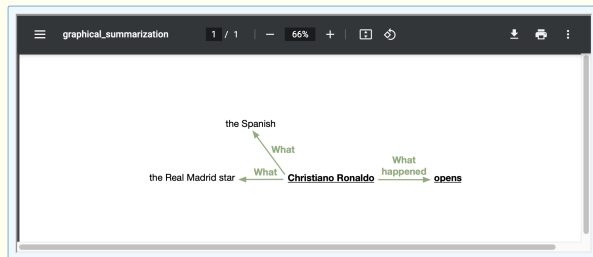 graphical_summarization
1 / 1
66%
the Spanish
What
What
happened
the Real Madrid star
What
Christiano Ronaldo
opens